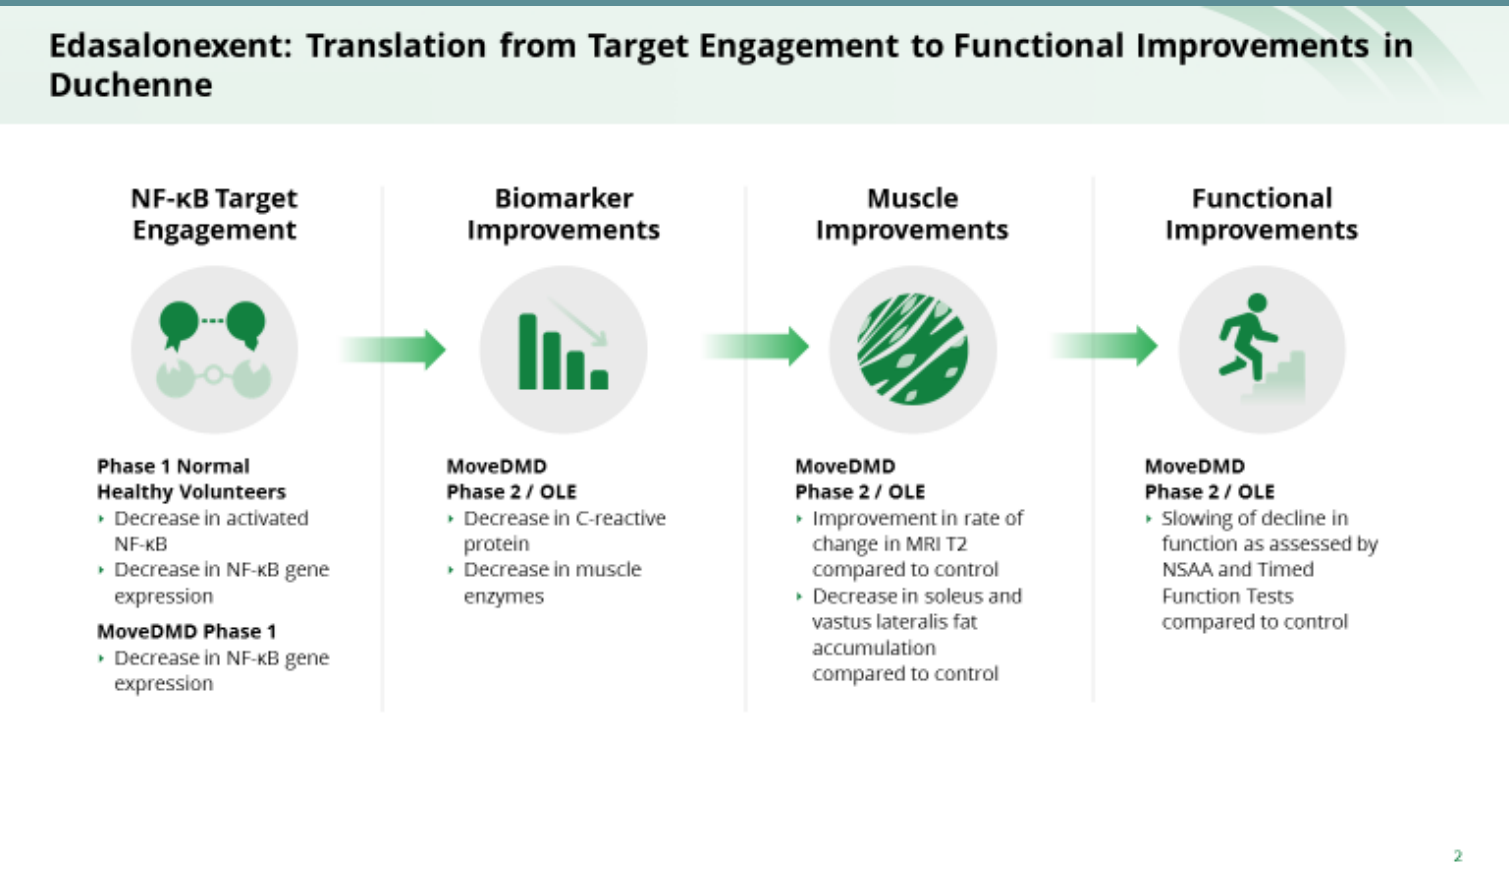 Edasalonexent: Translation from Target Engagement to Functional Improvements in
Duchenne
NF-κB Target
Engagement
Phase 1 Normal
Healthy Volunteers
‣ Decrease in activated
NF-κB
‣ Decrease in NF-κB gene
expression
MoveDMD Phase 1
‣ Decrease in NF-κB gene
expression
Biomarker
Improvements
MoveDMD
Phase 2 / OLE
‣ Decrease in C-reactive
protein
‣ Decrease in muscle
enzymes
Muscle
Improvements
MoveDMD
Phase 2 / OLE
‣ Improvement in rate of
change in MRI T2
compared to control
‣ Decrease in soleus and
vastus lateralis fat
accumulation
compared to control
Functional
Improvements
MoveDMD
Phase 2 / OLE
‣ Slowing of decline in
function as assessed by
NSAA and Timed
Function Tests
compared to control
2